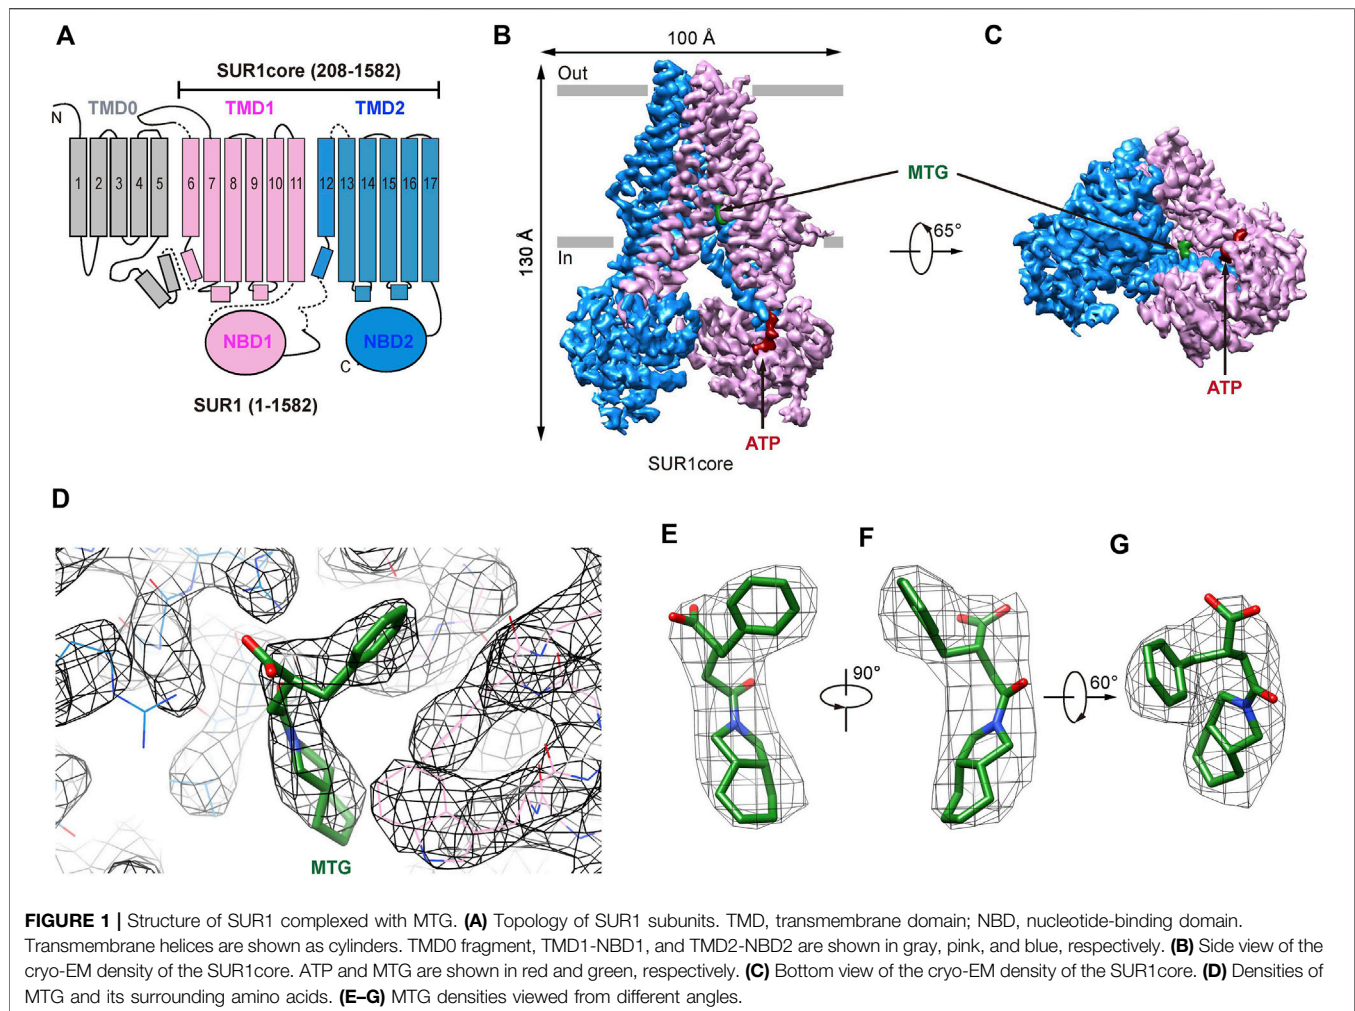 A
SUR1core (208-1582)
TMD0
TMD1
TMD2
N
1 2 3 4 5 6 7 8 9 10 11 12 13 14 15 16 17
NBD1
NBD2
C
SUR1 (1-1582)
B
100 Å
130 Å
Out
In
MTG
ATP
SUR1core
65°
C
ATP
D
MTG
E
90°
F
60°
G
FIGURE 1 | Structure of SUR1 complexed with MTG. (A) Topology of SUR1 subunits. TMD, transmembrane domain; NBD, nucleotide-binding domain.
Transmembrane helices are shown as cylinders. TMD0 fragment, TMD1-NBD1, and TMD2-NBD2 are shown in gray, pink, and blue, respectively. (B) Side view of the
cryo-EM density of the SUR1core. ATP and MTG are shown in red and green, respectively. (C) Bottom view of the cryo-EM density of the SUR1core. (D) Densities of
MTG and its surrounding amino acids. (E–G) MTG densities viewed from different angles.